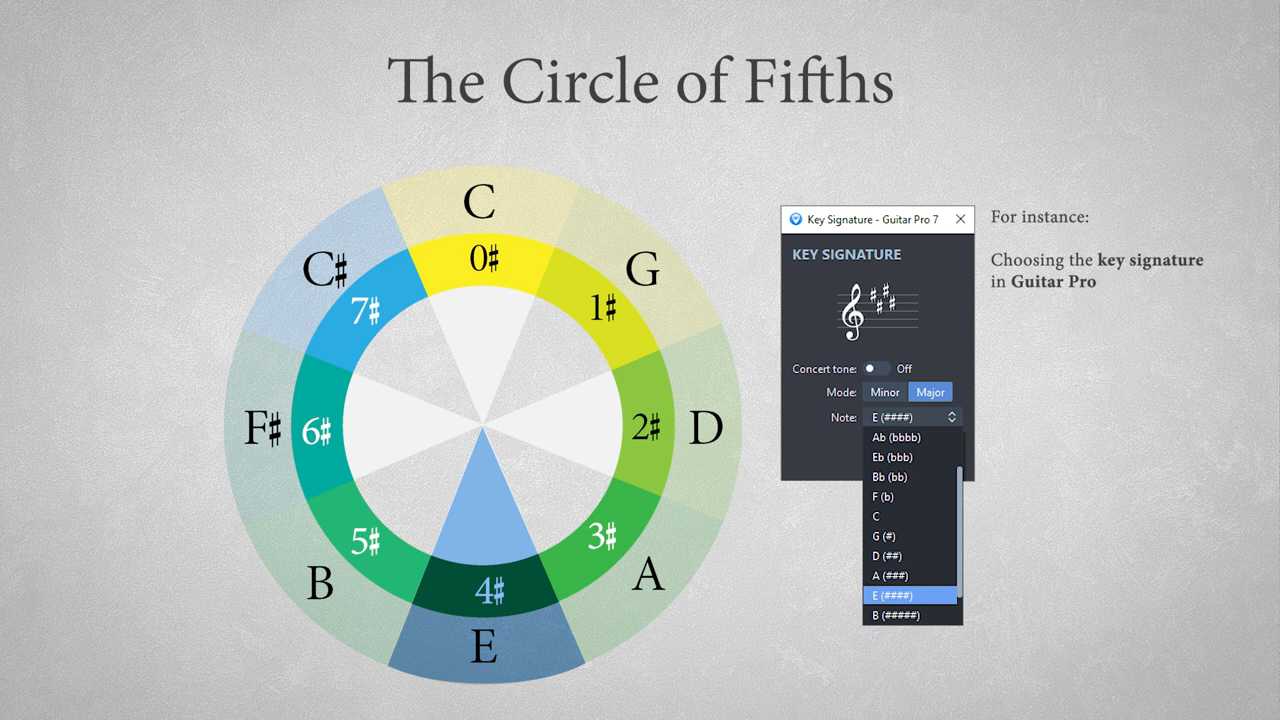 The Circle of Fifths
C
0♯
G
1♯
D
2♯
A
3♯
E
4♯
B
5♯
F♯
6♯
C♯
7♯
Key Signature - Guitar Pro 7
KEY SIGNATURE
Concert tone: Off
Mode: Minor Major
Note: E (####)
Ab (bbbb)
Eb (bbb)
Bb (bb)
F (b)
C
G (#)
D (##)
A (###)
E (####)
B (#####)
For instance:
Choosing the key signature
in Guitar Pro